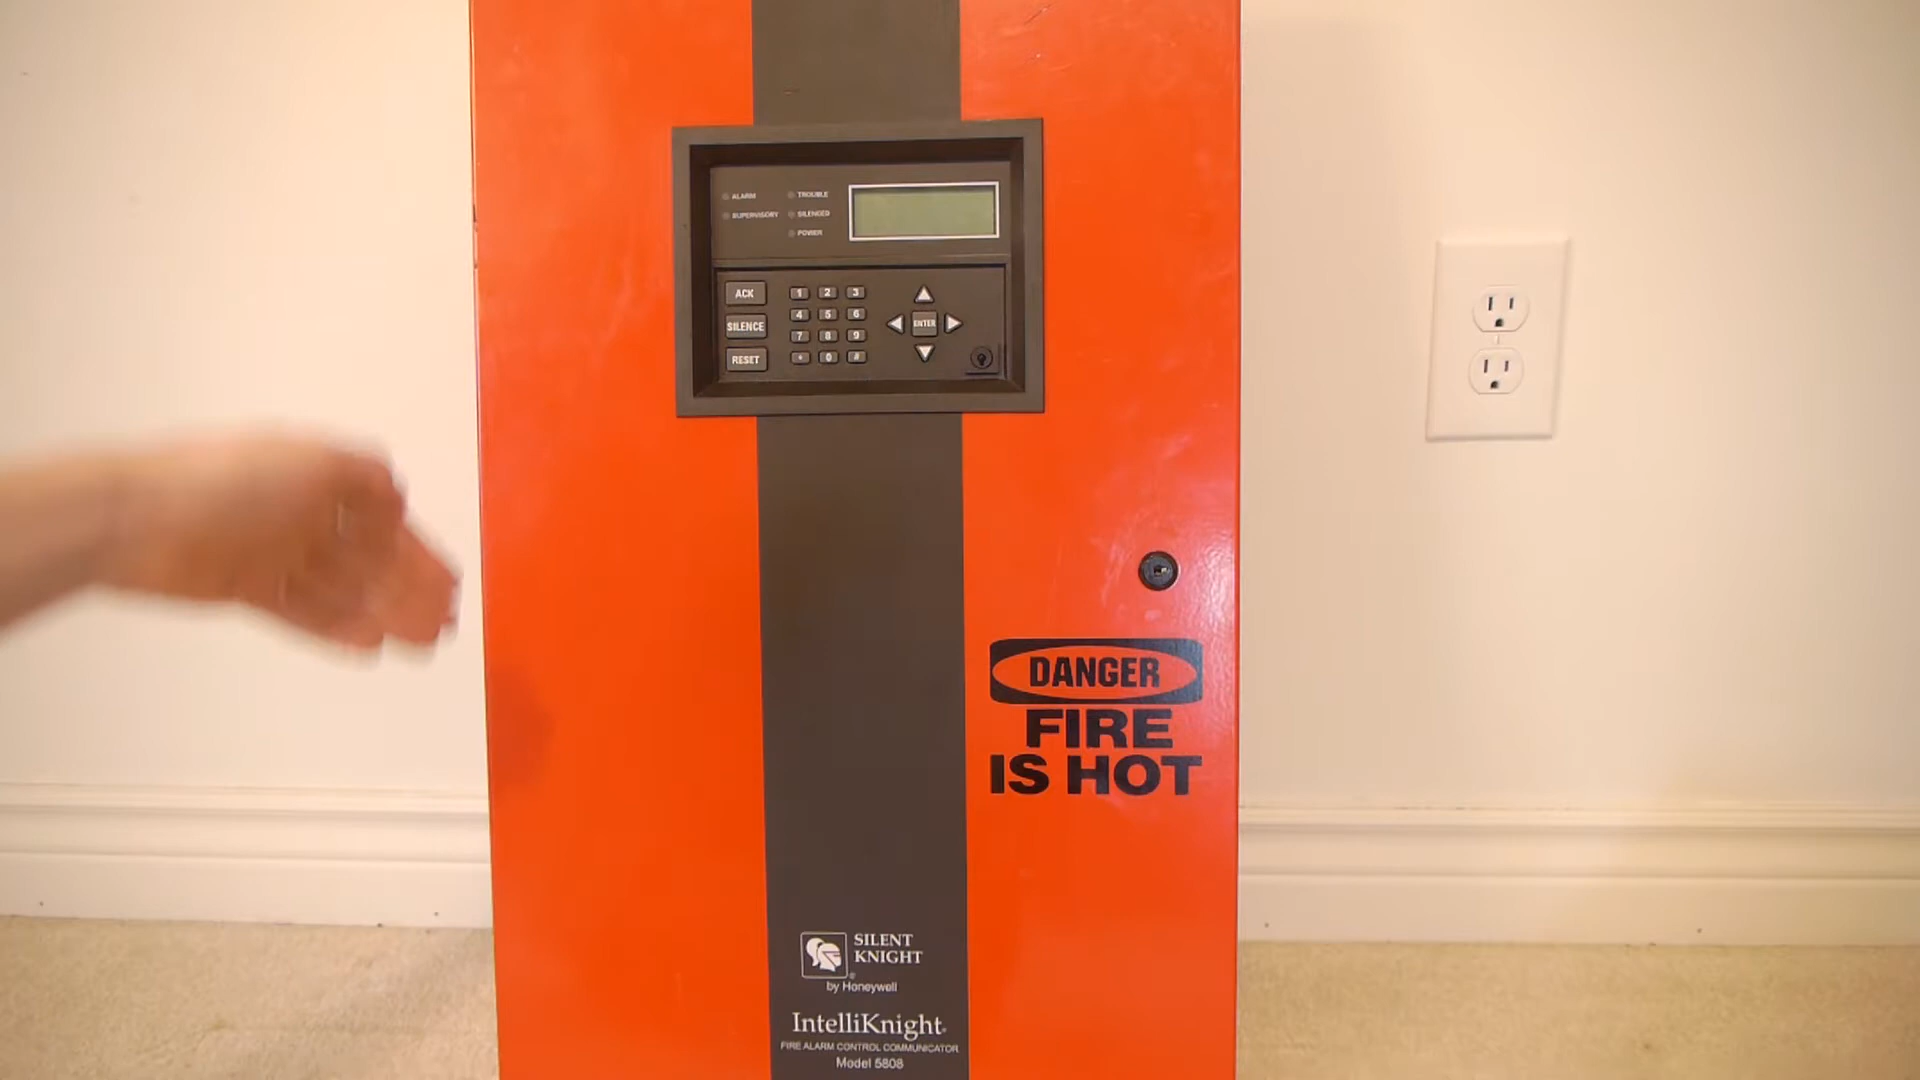 ALARM
TROUBLE
SUPERVISORY
SILENCED
POWER
ACK
1 2 3
SILENCE
4 5 6
ENTER
7 8 9
RESET
* 0 #
DANGER
FIRE
IS HOT
SILENT
KNIGHT
®
by Honeywell
IntelliKnight®
FIRE ALARM CONTROL COMMUNICATOR
Model 5808